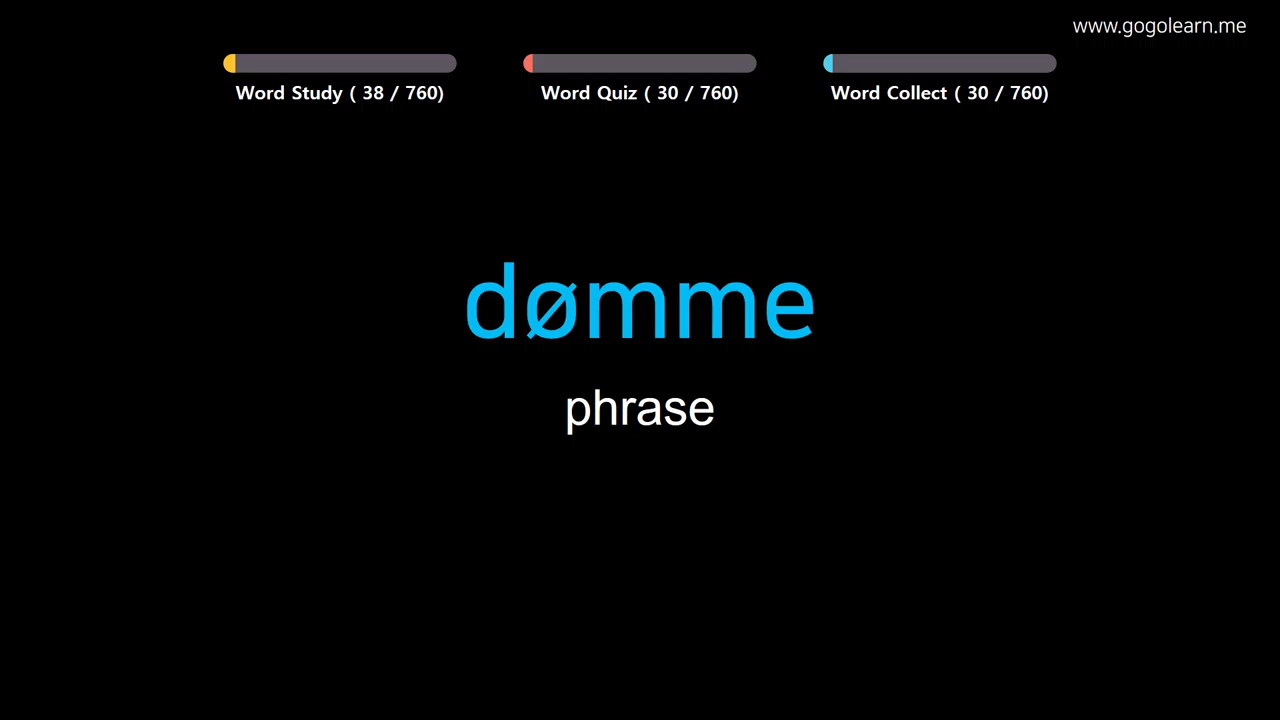 www.gogolearn.me
Word Study ( 38 / 760)
Word Quiz ( 30 / 760)
Word Collect ( 30 / 760)
dømme
phrase